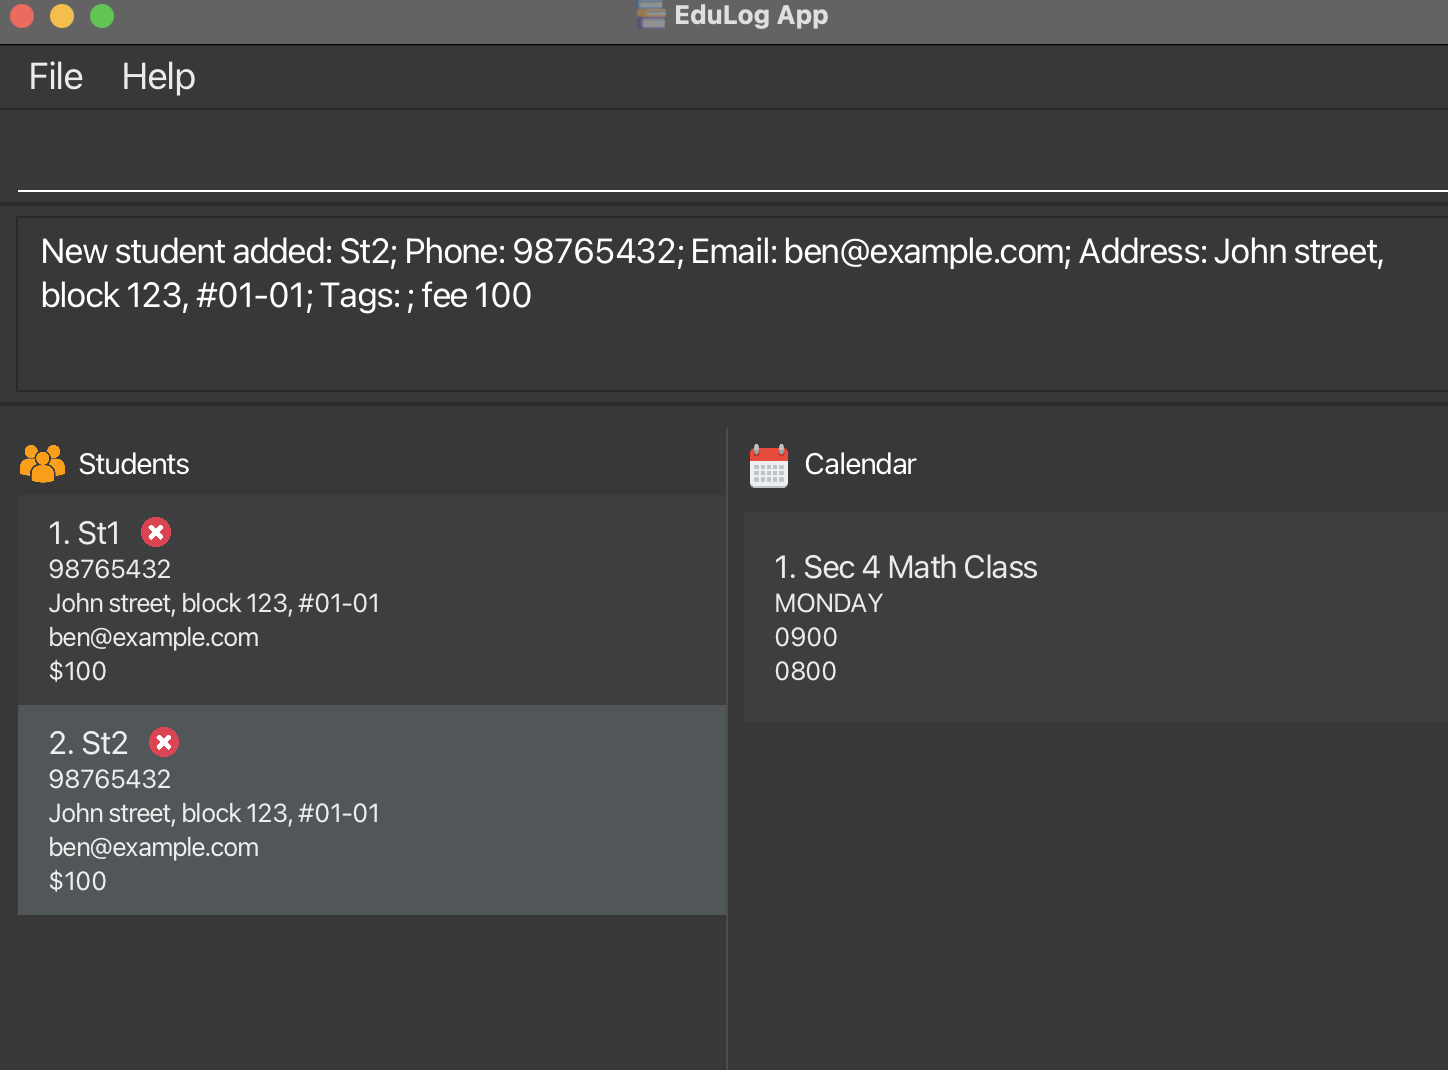 EduLog App
File Help
New student added: St2; Phone: 98765432; Email: ben@example.com; Address: John street,
block 123, #01-01; Tags: ; fee 100
Students
1. St1
98765432
John street, block 123, #01-01
ben@example.com
$100
2. St2
98765432
John street, block 123, #01-01
ben@example.com
$100
Calendar
1. Sec 4 Math Class
MONDAY
0900
0800